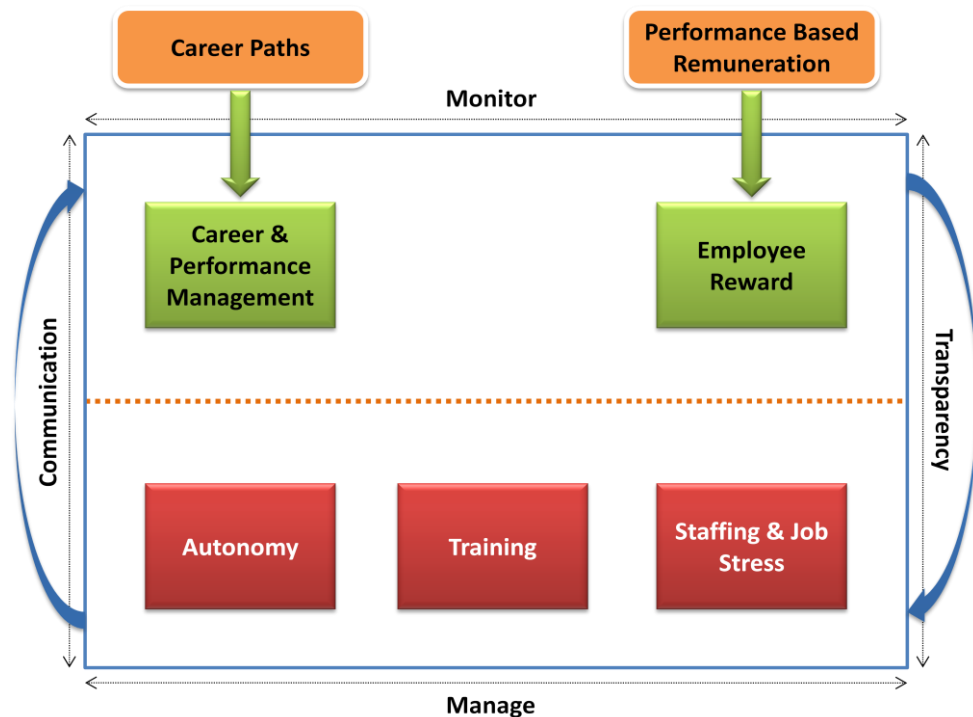 Career Paths
Performance Based
Remuneration
Monitor
Career &
Performance
Management
Employee
Reward
Communication
Transparency
Autonomy
Training
Staffing & Job
Stress
Manage